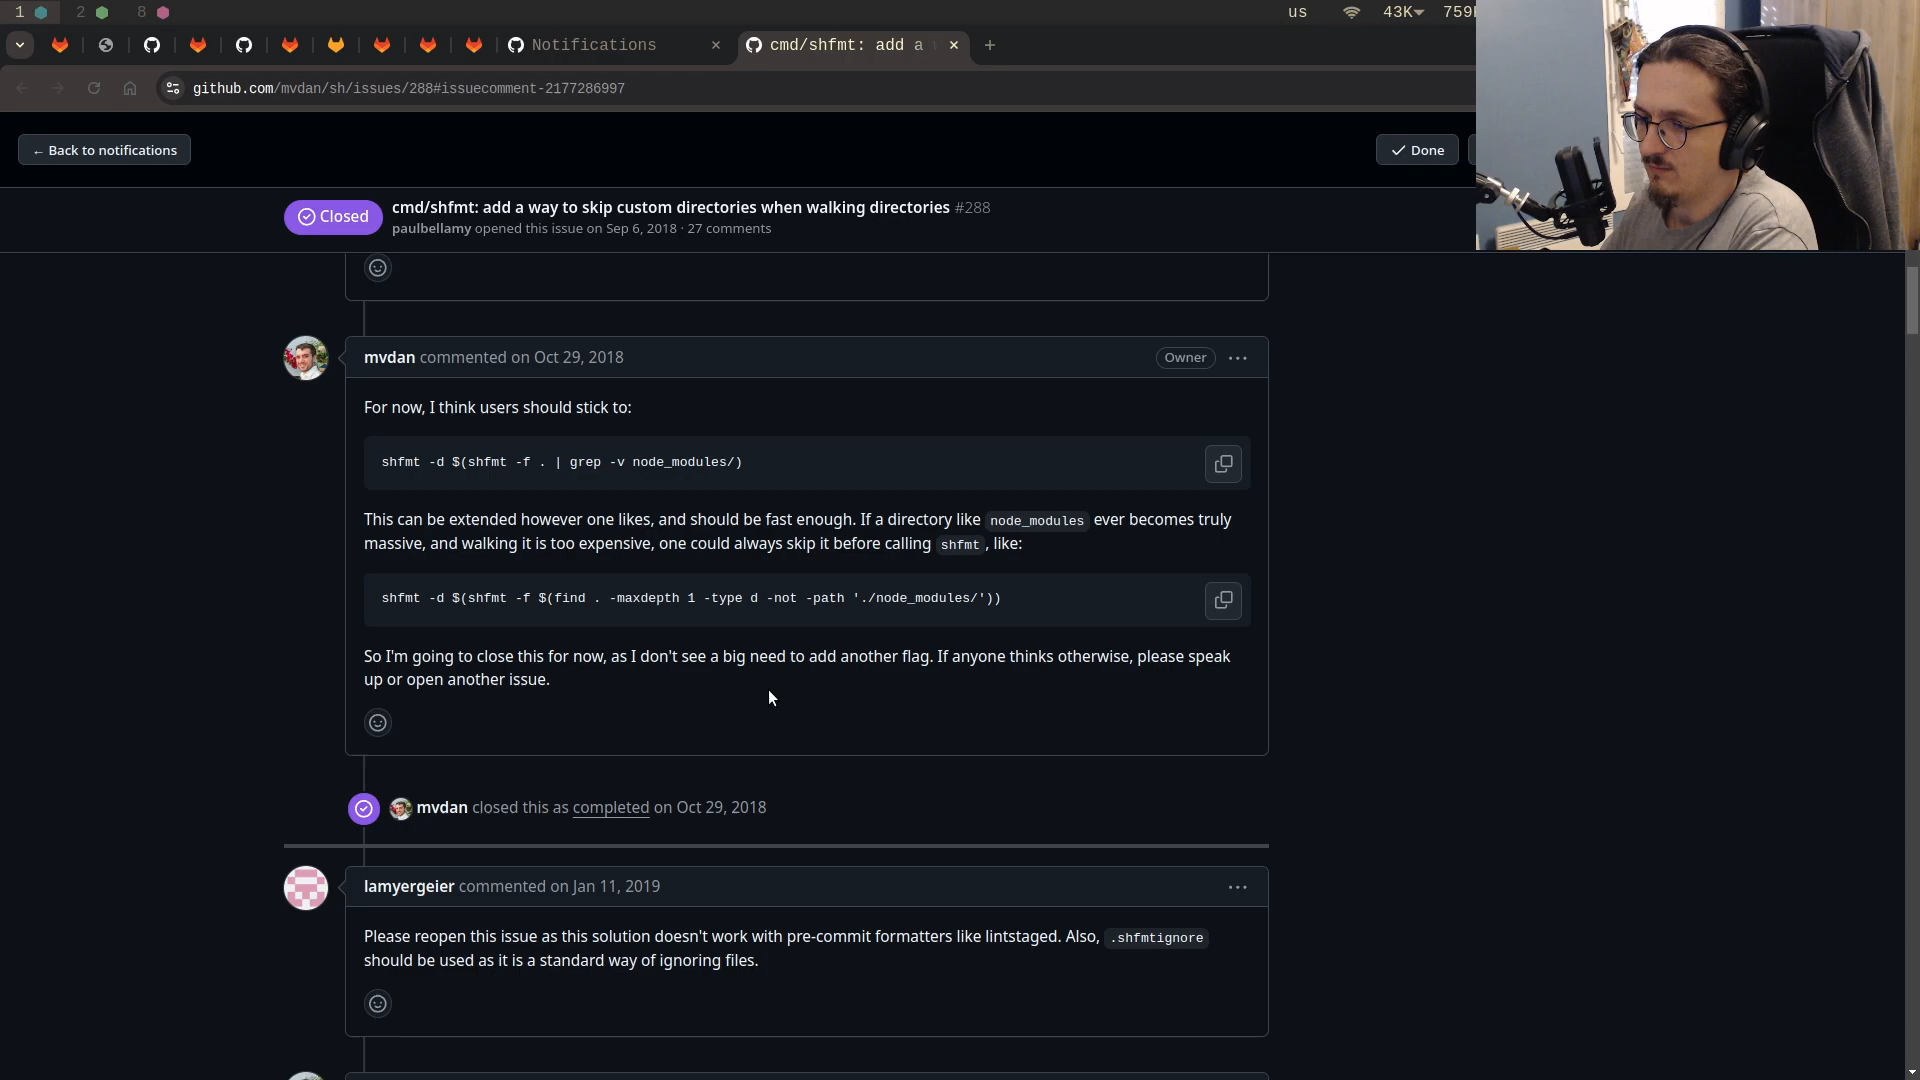 1 2 8 us 43K 759
Notifications cmd/shfmt: add a
github.com/mvdan/sh/issues/288#issuecomment-2177286997
← Back to notifications Done
Closed cmd/shfmt: add a way to skip custom directories when walking directories #288
paulbellamy opened this issue on Sep 6, 2018 · 27 comments
mvdan commented on Oct 29, 2018 Owner
For now, I think users should stick to:
shfmt -d $(shfmt -f . | grep -v node_modules/)
This can be extended however one likes, and should be fast enough. If a directory like node_modules ever becomes truly
massive, and walking it is too expensive, one could always skip it before calling shfmt, like:
shfmt -d $(shfmt -f $(find . -maxdepth 1 -type d -not -path './node_modules/'))
So I'm going to close this for now, as I don't see a big need to add another flag. If anyone thinks otherwise, please speak
up or open another issue.
mvdan closed this as completed on Oct 29, 2018
lamyergeier commented on Jan 11, 2019
Please reopen this issue as this solution doesn't work with pre-commit formatters like lintstaged. Also, .shfmtignore
should be used as it is a standard way of ignoring files.